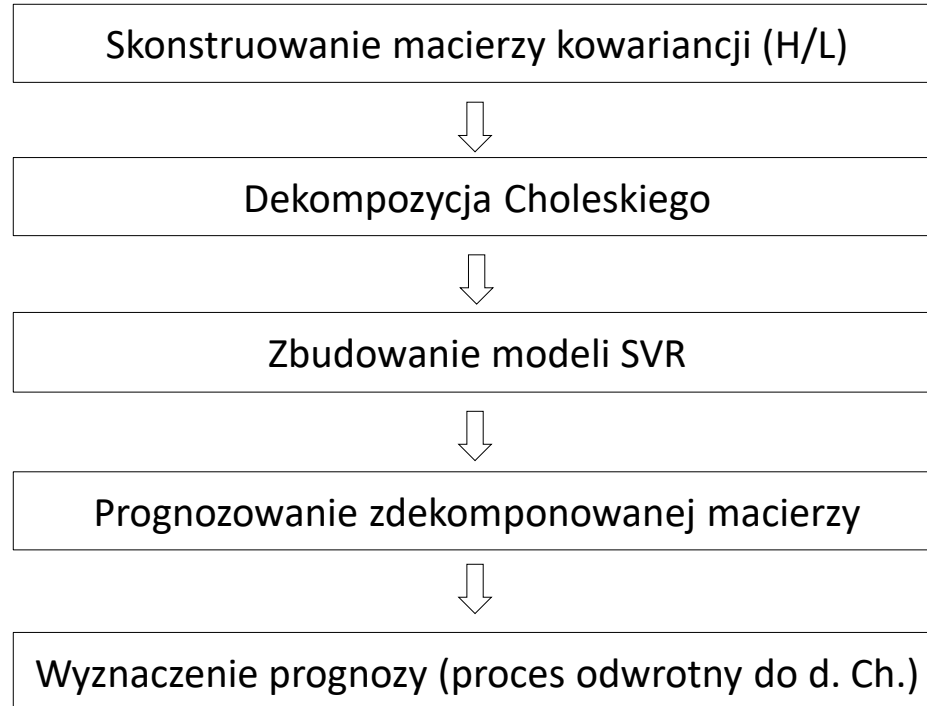 Skonstruowanie macierzy kowariancji (H/L)
Dekompozycja Choleskiego
Zbudowanie modeli SVR
Prognozowanie zdekomponowanej macierzy
Wyznaczenie prognozy (proces odwrotny do d. Ch.)